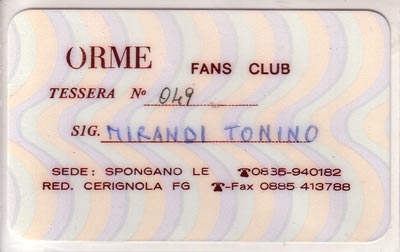 ORME FANS CLUB
TESSERA Nº 049
SIG. MIRANDI TONINO
SEDE: SPONGANO LE ☎0836-940182
RED. CERIGNOLA FG ☎-Fax 0885 413788